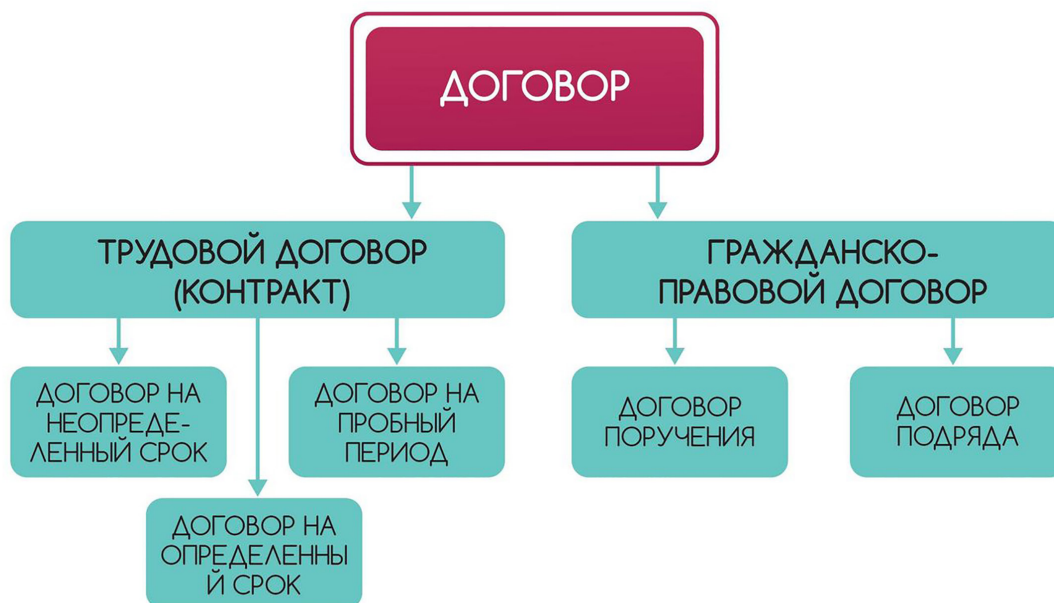 ДОГОВОР
ТРУДОВОЙ ДОГОВОР
(КОНТРАКТ)
ГРАЖДАНСКО-
ПРАВОВОЙ ДОГОВОР
ДОГОВОР НА
НЕОПРЕДЕ-
ЛЕННЫЙ СРОК
ДОГОВОР НА
ПРОБНЫЙ
ПЕРИОД
ДОГОВОР
ПОРУЧЕНИЯ
ДОГОВОР
ПОДРЯДА
ДОГОВОР НА
ОПРЕДЕЛЕННЫ
Й СРОК